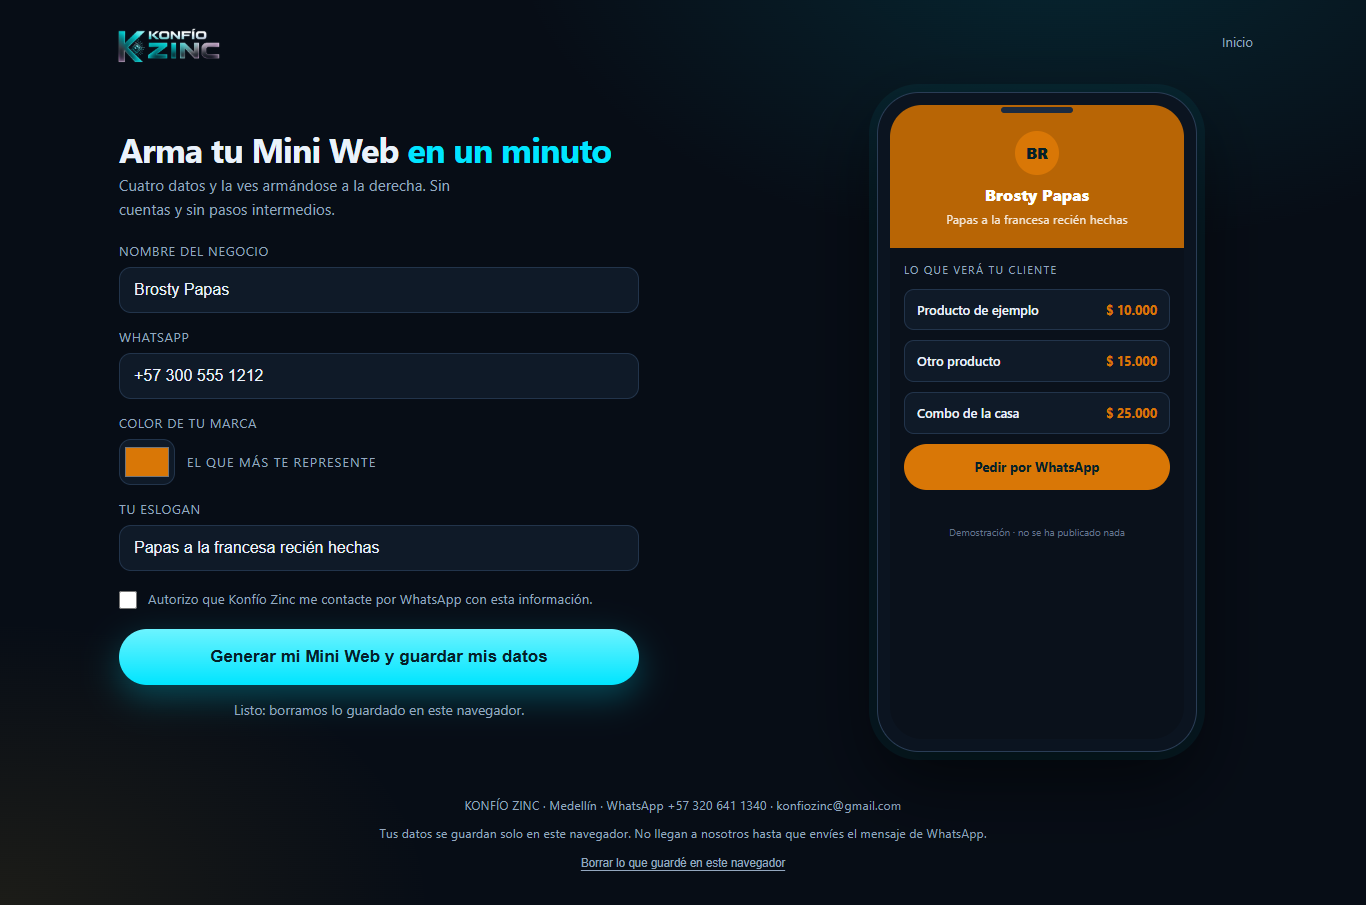 KONFÍO
ZINC
Inicio
Arma tu Mini Web en un minuto
Cuatro datos y la ves armándose a la derecha. Sin
cuentas y sin pasos intermedios.
NOMBRE DEL NEGOCIO
Brosty Papas
WHATSAPP
+57 300 555 1212
COLOR DE TU MARCA
EL QUE MÁS TE REPRESENTE
TU ESLOGAN
Papas a la francesa recién hechas
Autorizo que Konfío Zinc me contacte por WhatsApp con esta información.
Generar mi Mini Web y guardar mis datos
Listo: borramos lo guardado en este navegador.
BR
Brosty Papas
Papas a la francesa recién hechas
LO QUE VERÁ TU CLIENTE
Producto de ejemplo $ 10.000
Otro producto $ 15.000
Combo de la casa $ 25.000
Pedir por WhatsApp
Demostración · no se ha publicado nada
KONFÍO ZINC · Medellín · WhatsApp +57 320 641 1340 · konfiozinc@gmail.com
Tus datos se guardan solo en este navegador. No llegan a nosotros hasta que envíes el mensaje de WhatsApp.
Borrar lo que guardé en este navegador